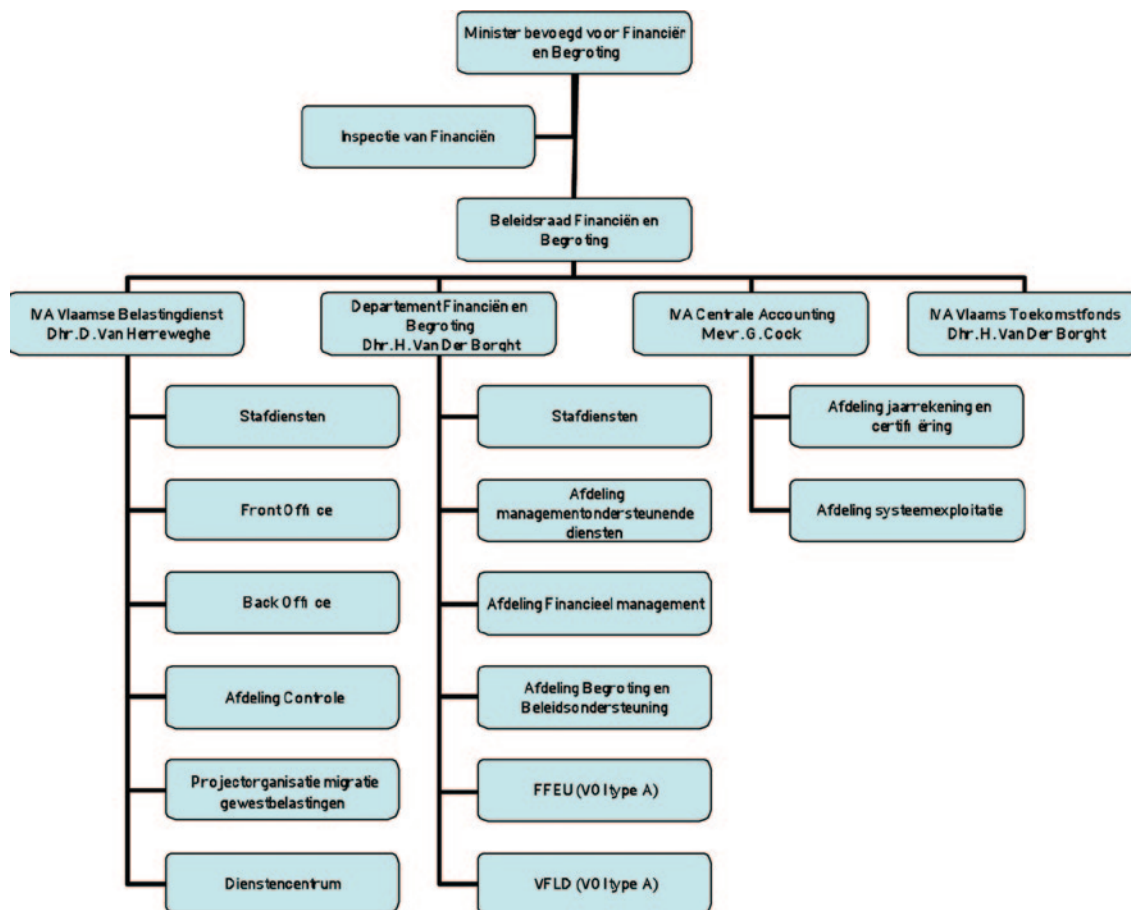 Minister bevoegd voor Financiën
en Begroting
Inspectie van Financiën
Beleidsraad Financiën en
Begroting
IVA Vlaamse Belastingdienst
Dhr. D. Van Herreweghe
Departement Financiën en
Begroting
Dhr. H. Van Der Borght
IVA Centrale Accounting
Mevr. G. Cock
IVA Vlaams Toekomstfonds
Dhr. H. Van Der Borght
Stafdiensten
Front Office
Back Office
Afdeling Controle
Projectorganisatie migratie
gewestbelastingen
Dienstencentrum
Stafdiensten
Afdeling
managementondersteunende
diensten
Afdeling Financieel management
Afdeling Begroting en
Beleidsondersteuning
FFEU (VOI type A)
VFLD (VOI type A)
Afdeling jaarrekening en
certifiëring
Afdeling systeemexploitatie